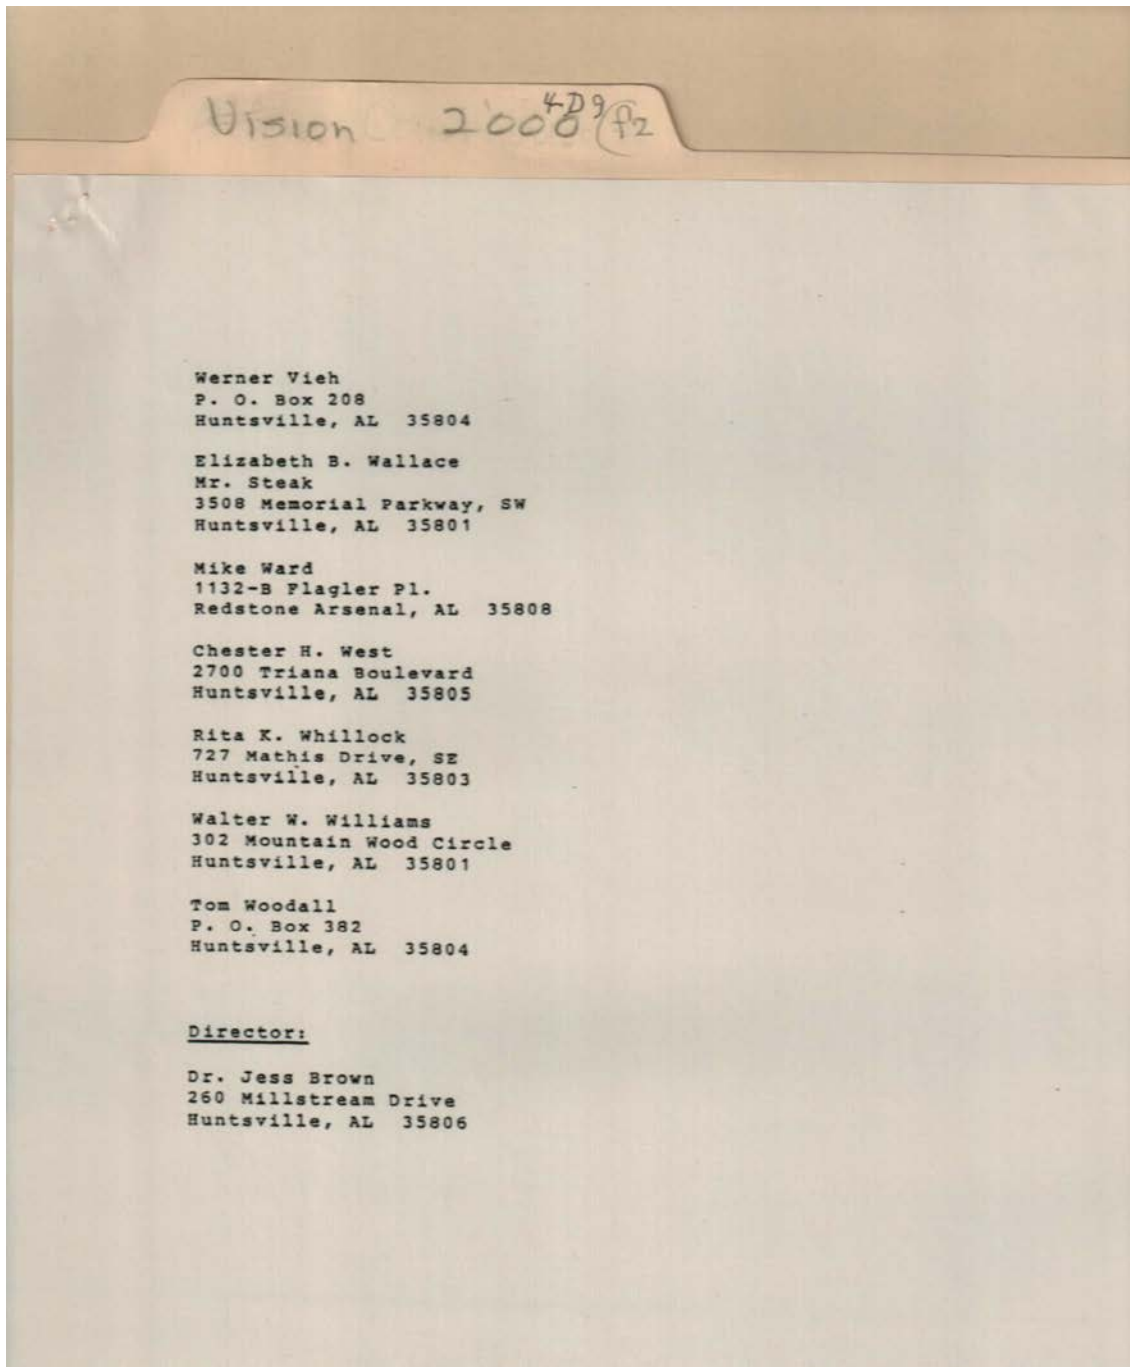 Vision 2000 4D9 (f2
Werner Vieh
P. O. Box 208
Huntsville, AL 35804
Elizabeth B. Wallace
Mr. Steak
3508 Memorial Parkway, SW
Huntsville, AL 35801
Mike Ward
1132-B Flagler Pl.
Redstone Arsenal, AL 35808
Chester H. West
2700 Triana Boulevard
Huntsville, AL 35805
Rita K. Whillock
727 Mathis Drive, SE
Huntsville, AL 35803
Walter W. Williams
302 Mountain Wood Circle
Huntsville, AL 35801
Tom Woodall
P. O. Box 382
Huntsville, AL 35804
Director:
Dr. Jess Brown
260 Millstream Drive
Huntsville, AL 35806